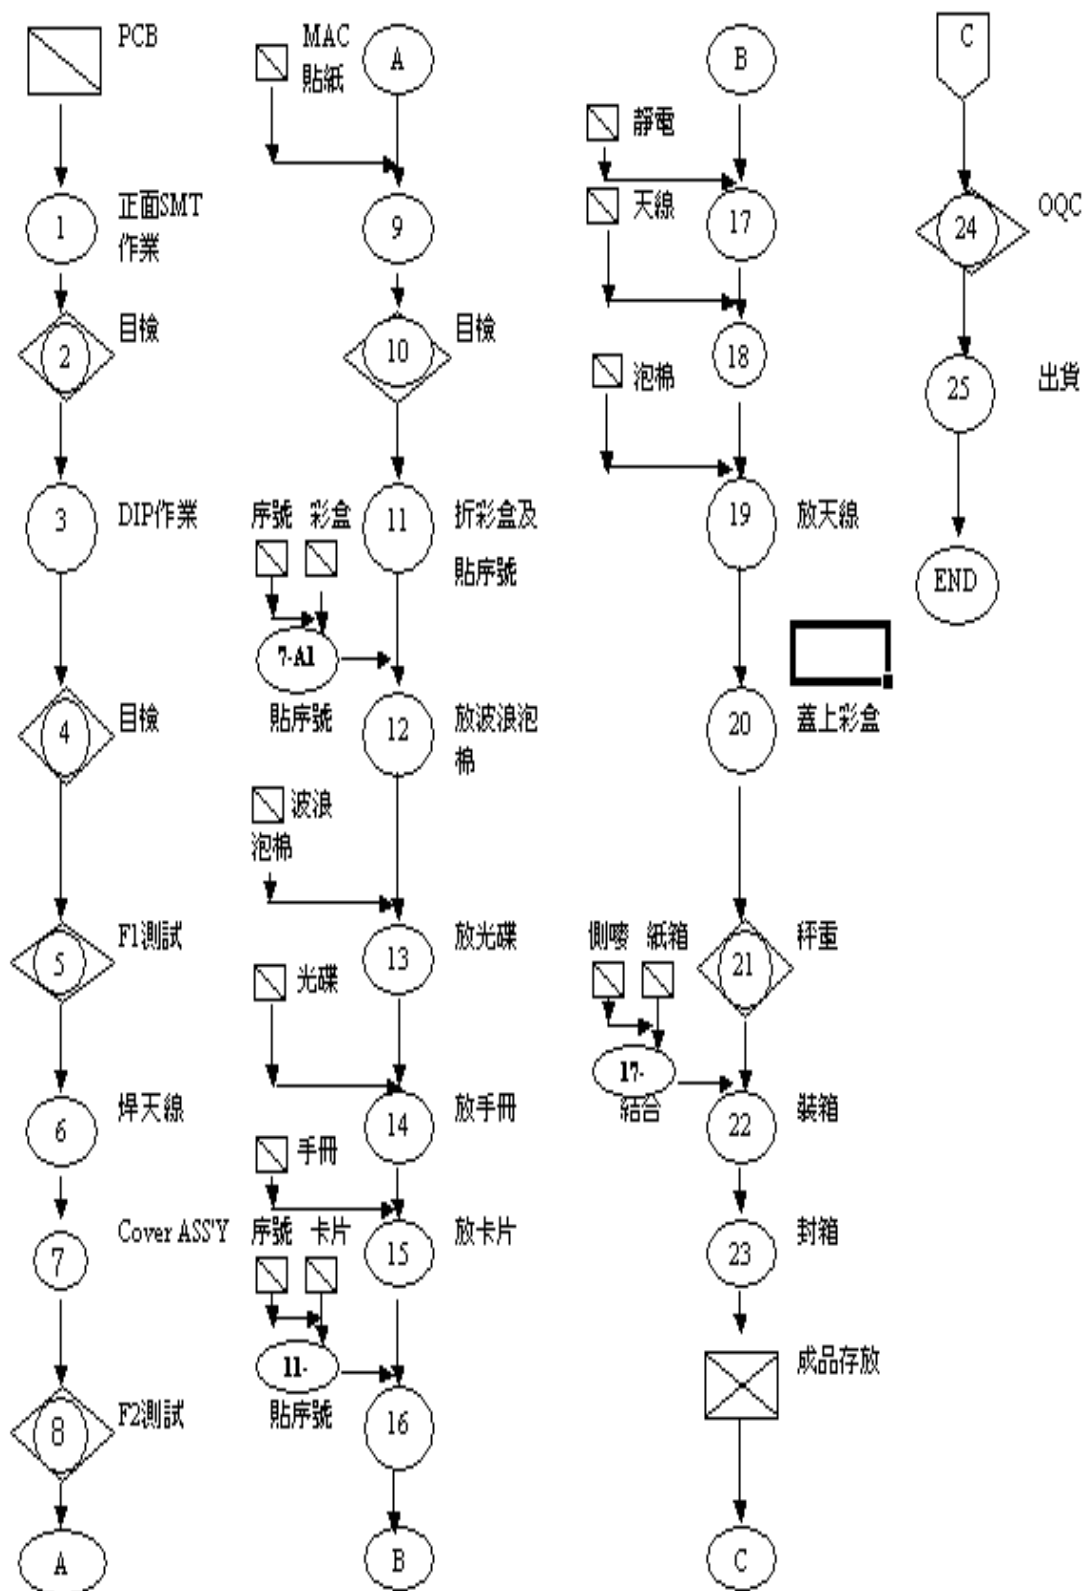 PCB
1
正面SMT
作業
2
目檢
3
DIP作業
4
目檢
5
F1測試
6
焊天線
7
Cover ASS'Y
8
F2測試
A
MAC
貼紙
A
9
10
目檢
序號 彩盒
11
折彩盒及
貼序號
7-A1
貼序號
12
放波浪泡
棉
波浪
泡棉
13
放光碟
光碟
14
放手冊
手冊
序號 卡片
15
放卡片
11-
貼序號
16
B
B
靜電
17
天線
18
泡棉
19
放天線
20
蓋上彩盒
側嘜 紙箱
21
秤重
17-
結合
22
裝箱
23
封箱
成品存放
C
C
24
OQC
25
出貨
END